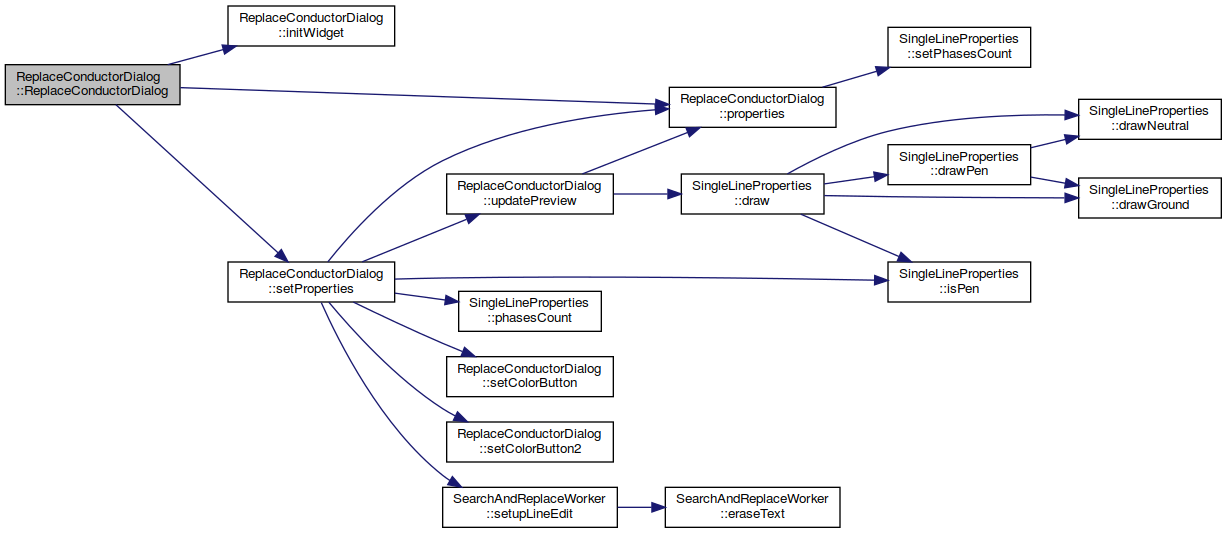 ReplaceConductorDialog
::initWidget
ReplaceConductorDialog
::ReplaceConductorDialog
SingleLineProperties
::setPhasesCount
ReplaceConductorDialog
::properties
SingleLineProperties
::drawNeutral
SingleLineProperties
::drawPen
ReplaceConductorDialog
::updatePreview
SingleLineProperties
::draw
SingleLineProperties
::drawGround
ReplaceConductorDialog
::setProperties
SingleLineProperties
::isPen
SingleLineProperties
::phasesCount
ReplaceConductorDialog
::setColorButton
ReplaceConductorDialog
::setColorButton2
SearchAndReplaceWorker
::setupLineEdit
SearchAndReplaceWorker
::eraseText